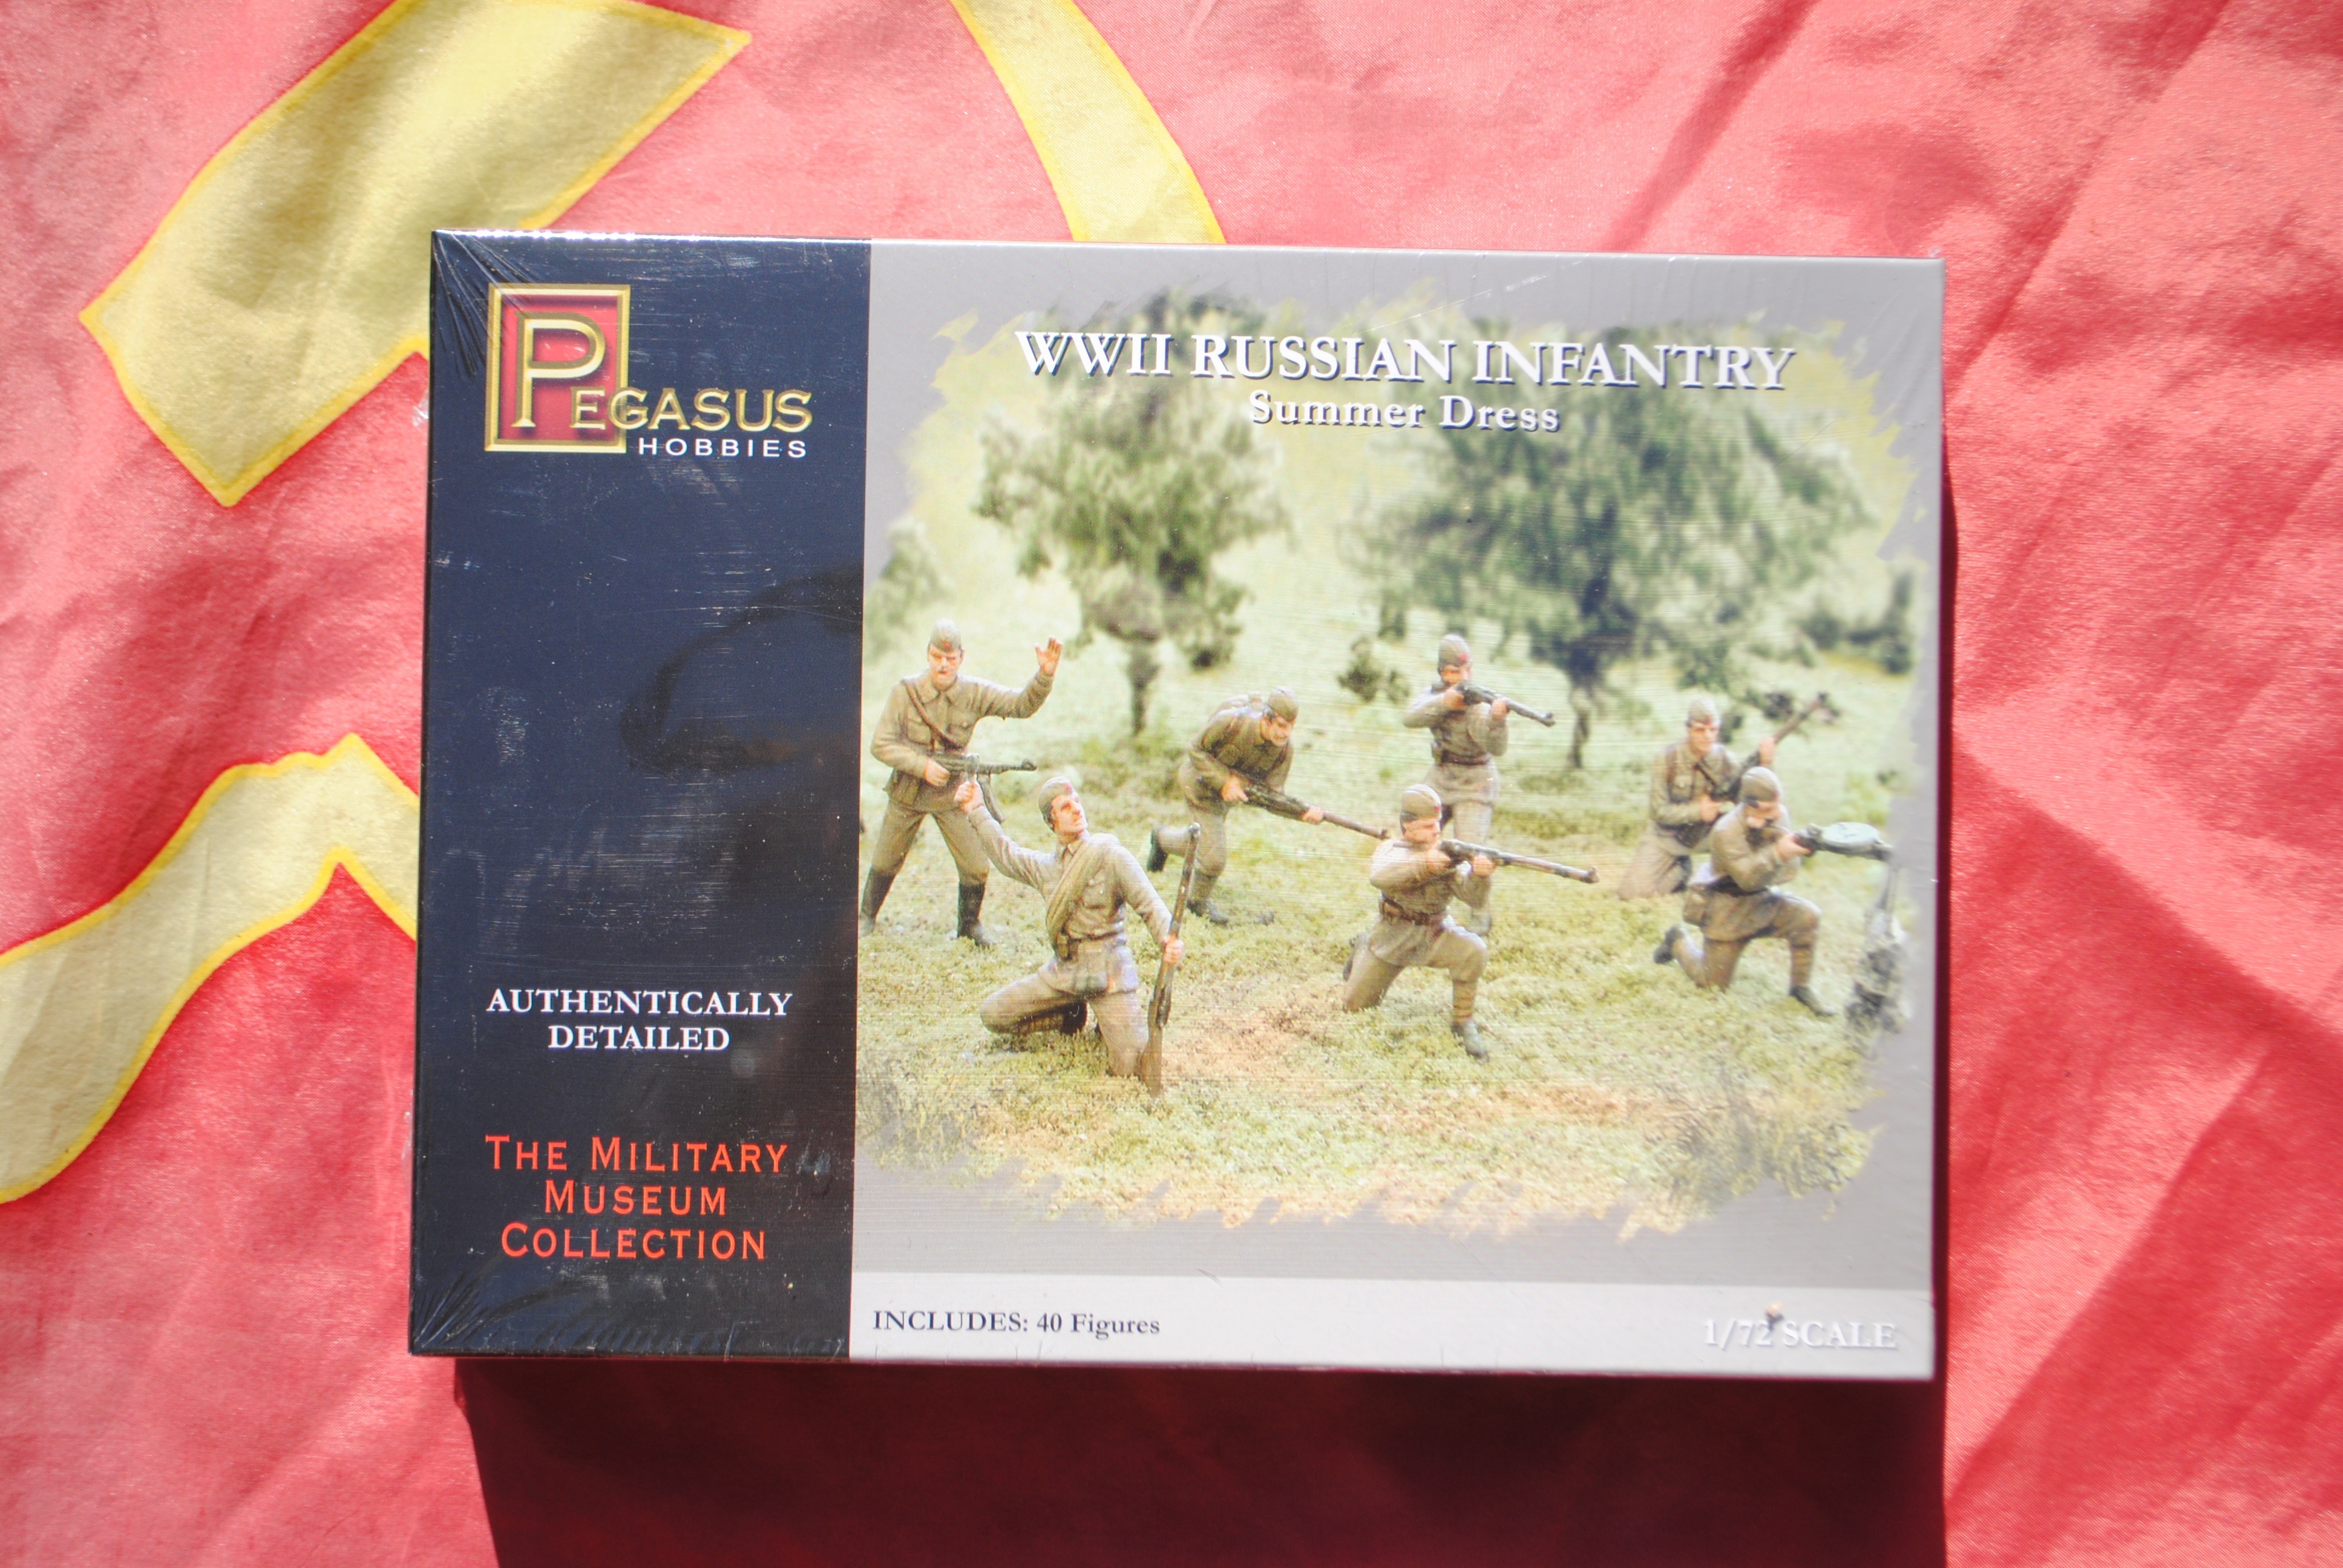 PEGASUS
HOBBIES
WWII RUSSIAN INFANTRY
Summer Dress
AUTHENTICALLY
DETAILED
THE MILITARY
MUSEUM
COLLECTION
INCLUDES: 40 Figures
1/72 SCALE